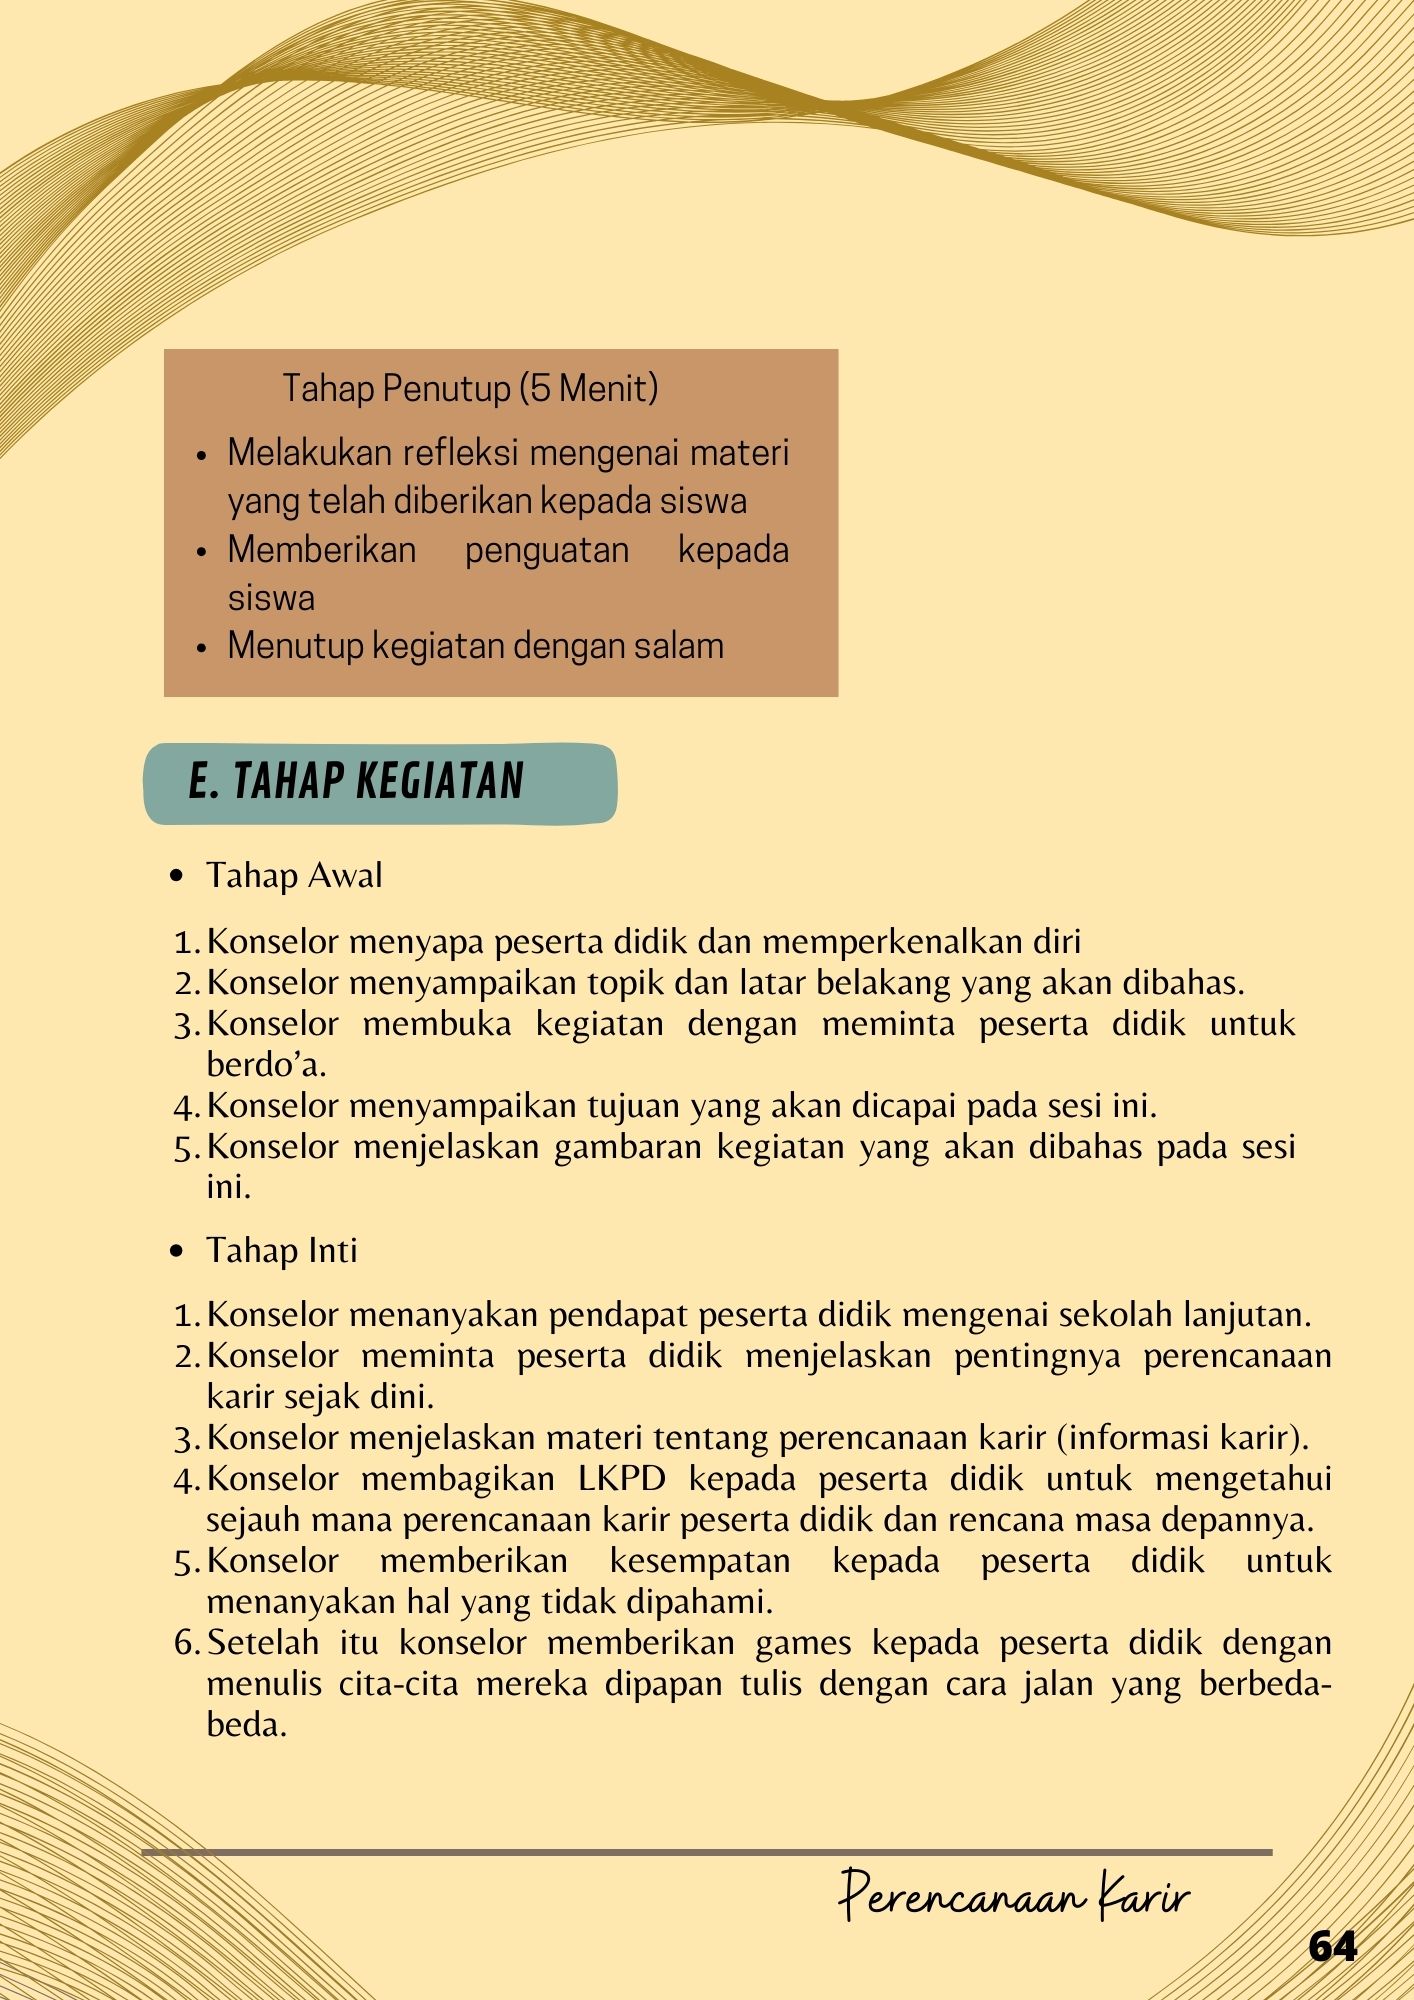 Tahap Penutup (5 Menit)
• Melakukan refleksi mengenai materi
yang telah diberikan kepada siswa
• Memberikan penguatan kepada
siswa
• Menutup kegiatan dengan salam
E. TAHAP KEGIATAN
• Tahap Awal
1. Konselor menyapa peserta didik dan memperkenalkan diri
2. Konselor menyampaikan topik dan latar belakang yang akan dibahas.
3. Konselor membuka kegiatan dengan meminta peserta didik untuk
berdo’a.
4. Konselor menyampaikan tujuan yang akan dicapai pada sesi ini.
5. Konselor menjelaskan gambaran kegiatan yang akan dibahas pada sesi
ini.
• Tahap Inti
1. Konselor menanyakan pendapat peserta didik mengenai sekolah lanjutan.
2. Konselor meminta peserta didik menjelaskan pentingnya perencanaan
karir sejak dini.
3. Konselor menjelaskan materi tentang perencanaan karir (informasi karir).
4. Konselor membagikan LKPD kepada peserta didik untuk mengetahui
sejauh mana perencanaan karir peserta didik dan rencana masa depannya.
5. Konselor memberikan kesempatan kepada peserta didik untuk
menanyakan hal yang tidak dipahami.
6. Setelah itu konselor memberikan games kepada peserta didik dengan
menulis cita-cita mereka dipapan tulis dengan cara jalan yang berbeda-
beda.
Perencanaan Karir
64